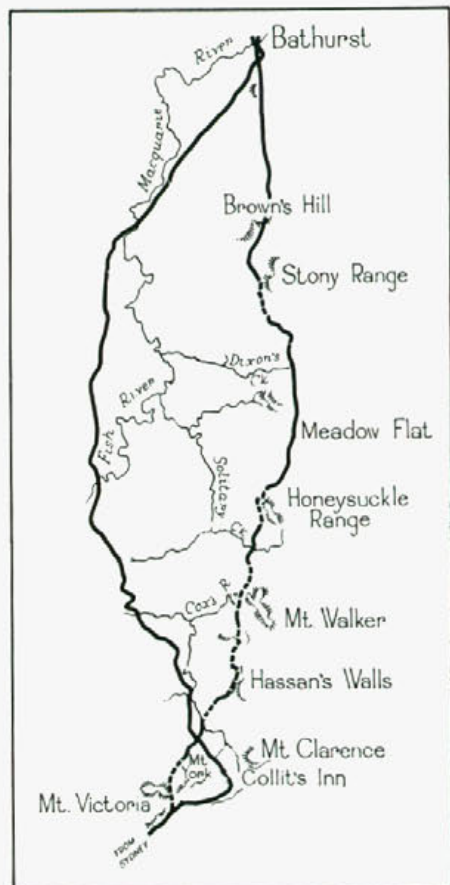 Bathurst
River
Macquarie
Brown's Hill
Stony Range
Dixon's
Ck
River
Fish
Meadow Flat
Solitary
Ck
Honeysuckle
Range
Cox's R
Mt. Walker
Hassan's Walls
Mt. Clarence
Mt
York
Collit's Inn
Mt. Victoria
FROM
SYDNEY